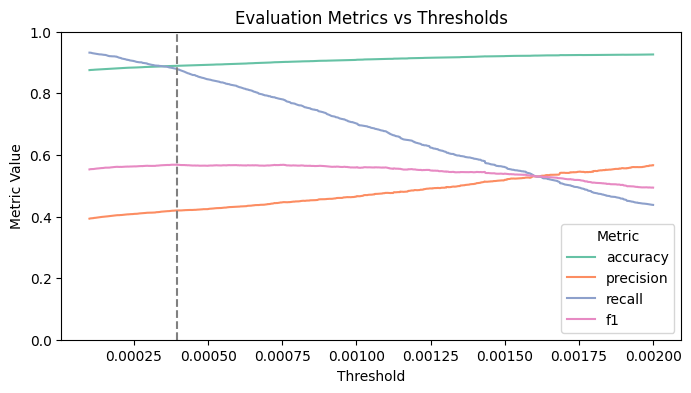 Evaluation Metrics vs Thresholds
Metric Value
1.0
0.8
0.6
0.4
0.2
0.0
Metric
accuracy
precision
recall
f1
0.00025 0.00050 0.00075 0.00100 0.00125 0.00150 0.00175 0.00200
Threshold